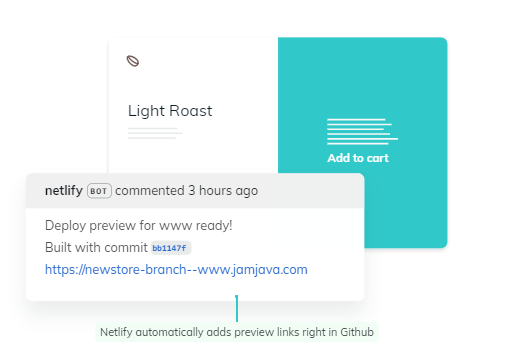 Light Roast
Add to cart
netlify BOT commented 3 hours ago
Deploy preview for www ready!
Built with commit bb1147f
https://newstore-branch--www.jamjava.com
Netlify automatically adds preview links right in Github